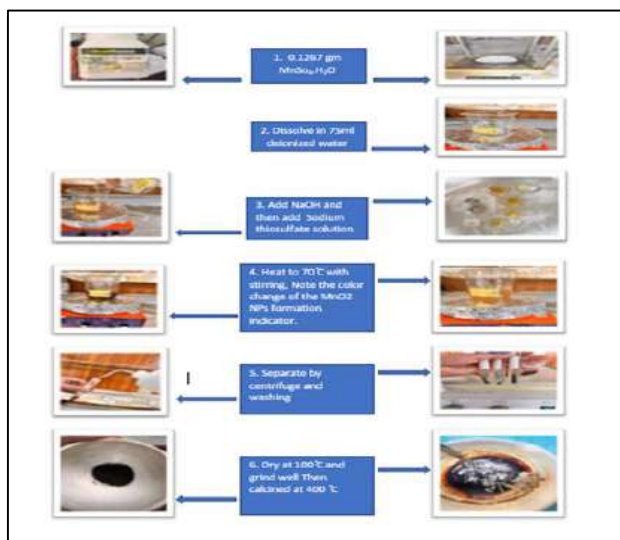 1. 0.1267 gm
MnSo₄.H₂O
2. Dissolve in 75ml
deionized water
3. Add NaOH and
then add Sodium
thiosulfate solution
4. Heat to 70℃ with
stirring, Note the color
change of the MnO2
NPs formation
indicator.
5. Separate by
centrifuge and
washing
6. Dry at 100℃ and
grind well Then
calcined at 400 ℃